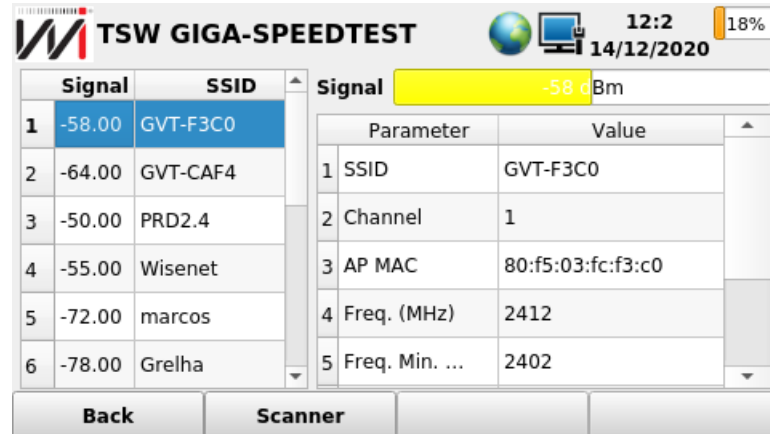 TSW GIGA-SPEEDTEST
12:2
14/12/2020
18%
Signal SSID
1 -58.00 GVT-F3C0
2 -64.00 GVT-CAF4
3 -50.00 PRD2.4
4 -55.00 Wisenet
5 -72.00 marcos
6 -78.00 Grelha
Signal -58 dBm
Parameter Value
1 SSID GVT-F3C0
2 Channel 1
3 AP MAC 80:f5:03:fc:f3:c0
4 Freq. (MHz) 2412
5 Freq. Min. ... 2402
Back Scanner